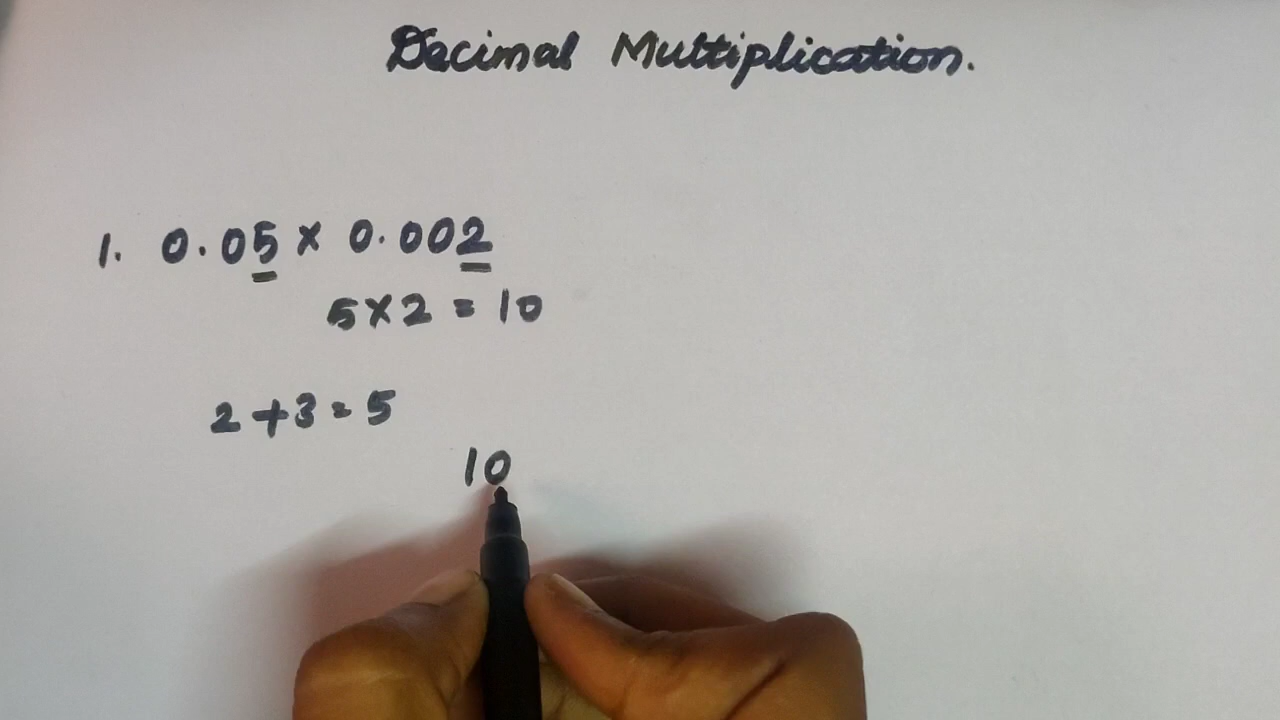 Decimal Multiplication.
1. 0.05 × 0.002
5×2 = 10
2+3=5
10